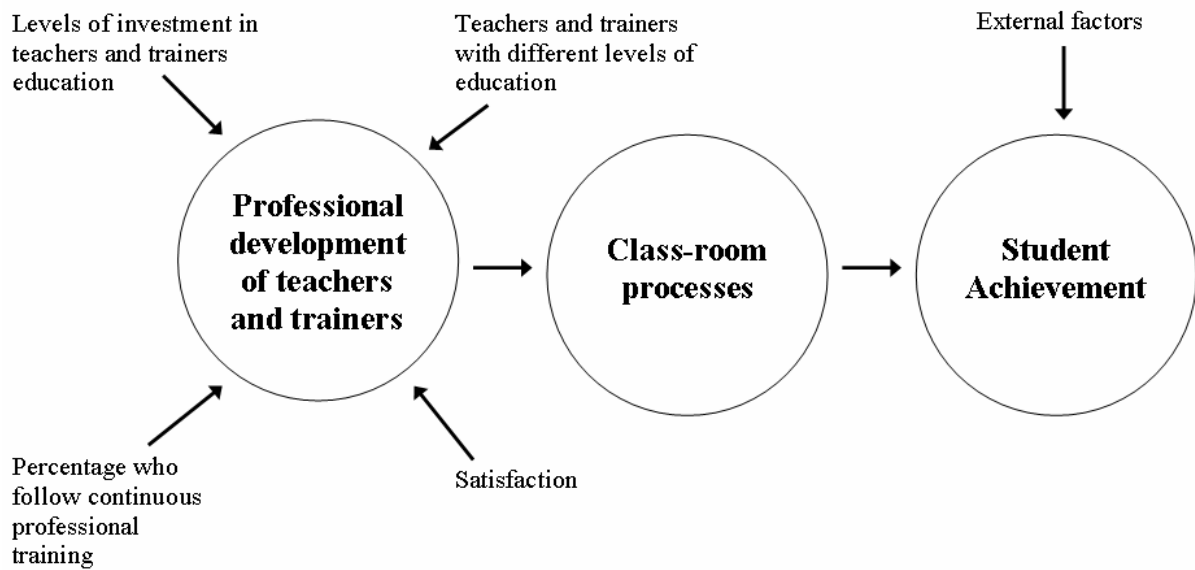 Levels of investment in
teachers and trainers
education
Teachers and trainers
with different levels of
education
External factors
Professional
development
of teachers
and trainers
Class-room
processes
Student
Achievement
Percentage who
follow continuous
professional
training
Satisfaction